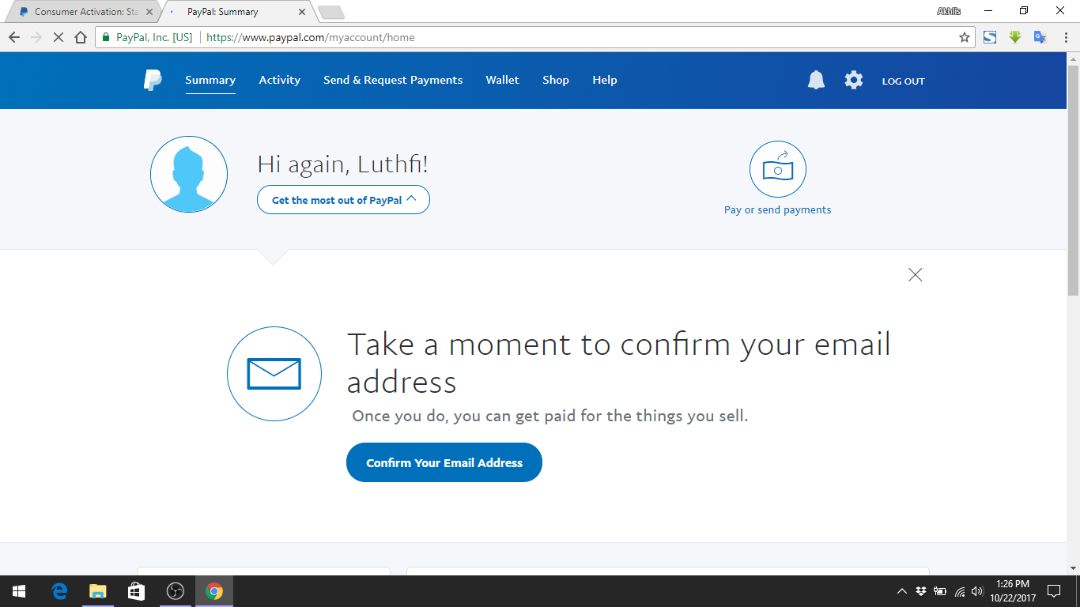 Consumer Activation: Sta
PayPal: Summary
Akhlis
PayPal, Inc. [US]
https://www.paypal.com/myaccount/home
Summary
Activity
Send & Request Payments
Wallet
Shop
Help
LOG OUT
Hi again, Luthfi!
Get the most out of PayPal
Pay or send payments
Take a moment to confirm your email
address
Once you do, you can get paid for the things you sell.
Confirm Your Email Address
1:26 PM
10/22/2017